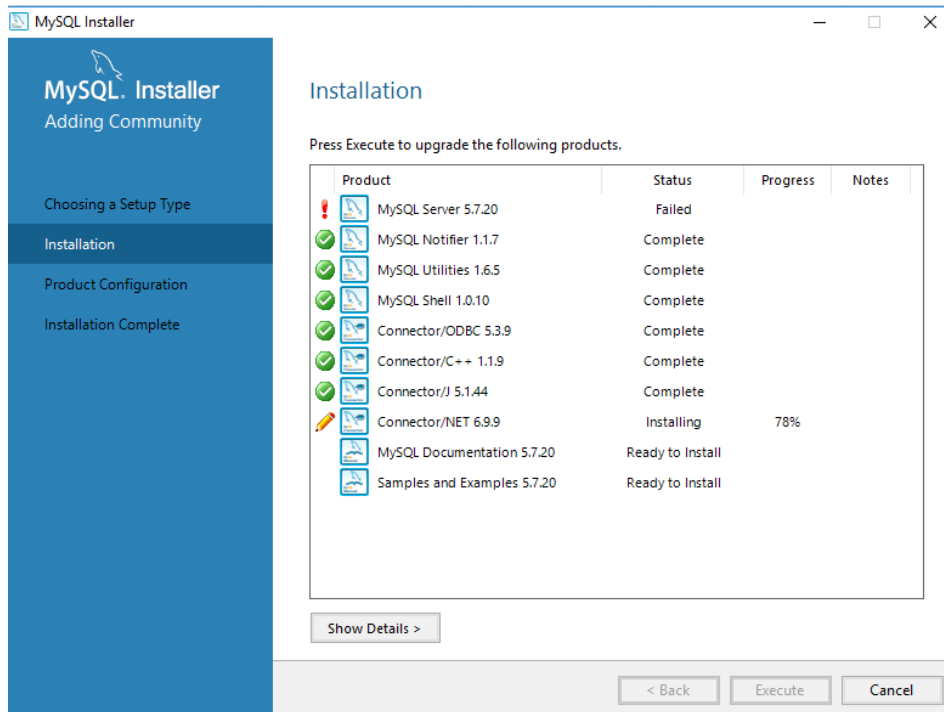 MySQL Installer
MySQL. Installer
Adding Community
Choosing a Setup Type
Installation
Product Configuration
Installation Complete
Installation
Press Execute to upgrade the following products.
Product Status Progress Notes
MySQL Server 5.7.20 Failed
MySQL Notifier 1.1.7 Complete
MySQL Utilities 1.6.5 Complete
MySQL Shell 1.0.10 Complete
Connector/ODBC 5.3.9 Complete
Connector/C++ 1.1.9 Complete
Connector/J 5.1.44 Complete
Connector/NET 6.9.9 Installing 78%
MySQL Documentation 5.7.20 Ready to Install
Samples and Examples 5.7.20 Ready to Install
Show Details >
< Back Execute Cancel